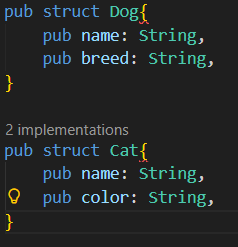 pub struct Dog{
    pub name: String,
    pub breed: String,
}
2 implementations
pub struct Cat{
    pub name: String,
    pub color: String,
}